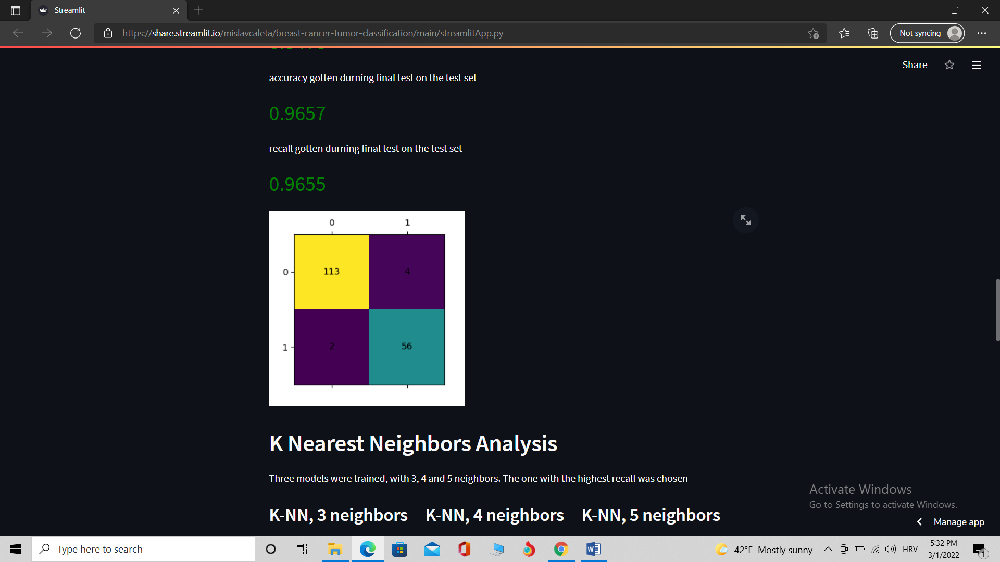 Streamlit
https://share.streamlit.io/mislavcaleta/breast-cancer-tumor-classification/main/streamlitApp.py
Not syncing
Share
accuracy gotten durning final test on the test set
0.9657
recall gotten durning final test on the test set
0.9655
0 1
0 113 4
1 2 56
K Nearest Neighbors Analysis
Three models were trained, with 3, 4 and 5 neighbors. The one with the highest recall was chosen
K-NN, 3 neighbors K-NN, 4 neighbors K-NN, 5 neighbors
Activate Windows
Go to Settings to activate Windows.
Manage app
Type here to search
42°F Mostly sunny
HRV
5:32 PM
3/1/2022
1